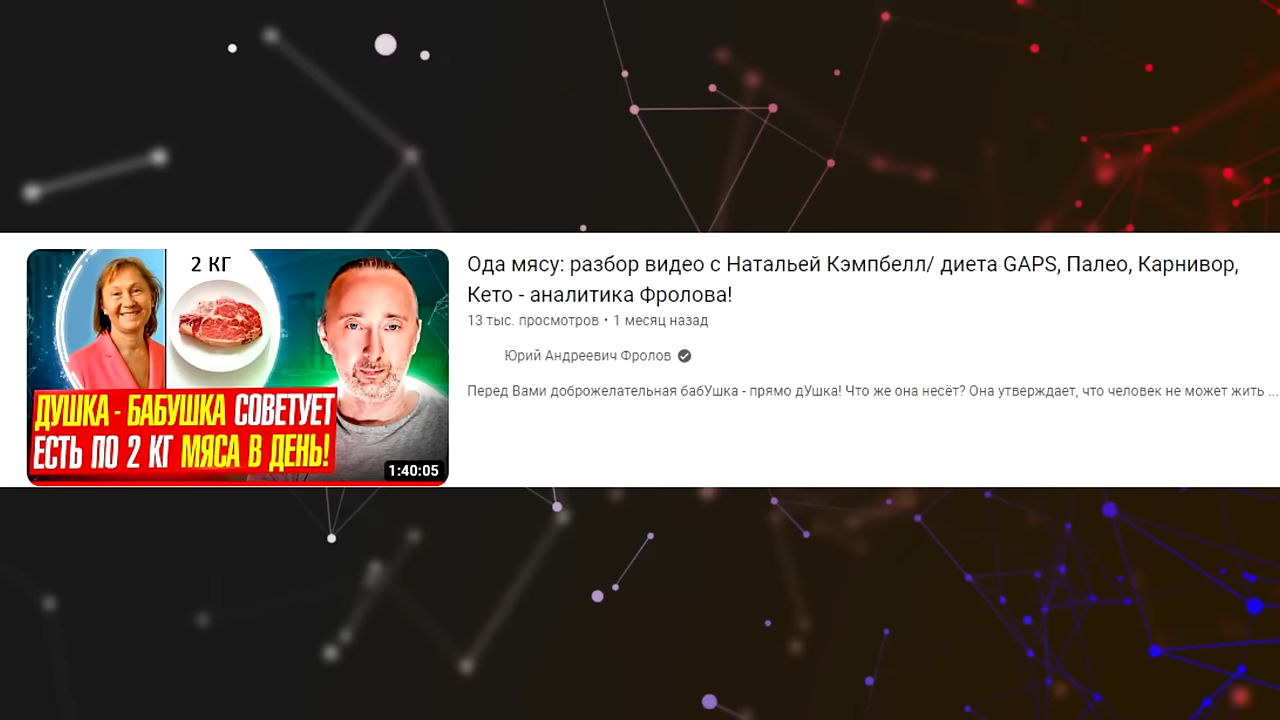 2 КГ
ДУШКА - БАБУШКА СОВЕТУЕТ
ЕСТЬ ПО 2 КГ МЯСА В ДЕНЬ!
1:40:05
Ода мясу: разбор видео с Натальей Кэмпбелл/ диета GAPS, Палео, Карнивор,
Кето - аналитика Фролова!
13 тыс. просмотров • 1 месяц назад
Юрий Андреевич Фролов
Перед Вами доброжелательная бабУшка - прямо дУшка! Что же она несёт? Она утверждает, что человек не может жить ...